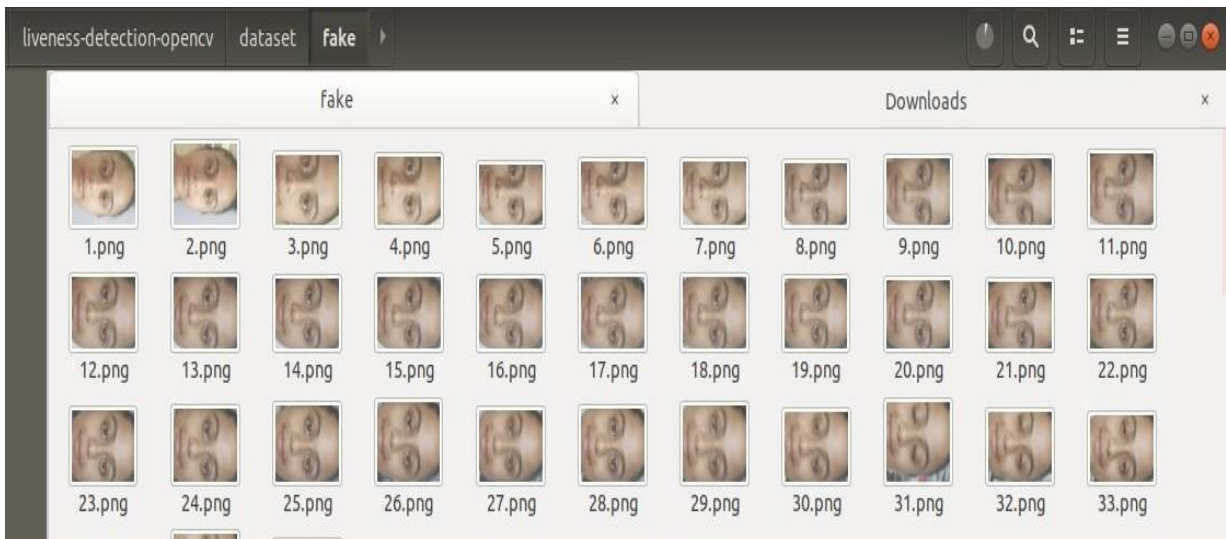 liveness-detection-opencv dataset fake
fake × Downloads ×
1.png 2.png 3.png 4.png 5.png 6.png 7.png 8.png 9.png 10.png 11.png
12.png 13.png 14.png 15.png 16.png 17.png 18.png 19.png 20.png 21.png 22.png
23.png 24.png 25.png 26.png 27.png 28.png 29.png 30.png 31.png 32.png 33.png